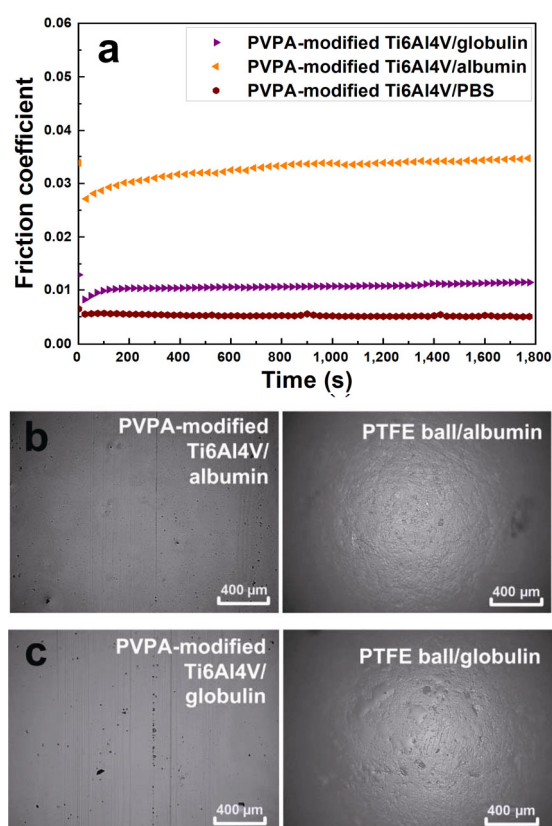 0.06
0.05
0.04
0.03
0.02
0.01
0.00
Friction coefficient
a
PVPA-modified Ti6Al4V/globulin
PVPA-modified Ti6Al4V/albumin
PVPA-modified Ti6Al4V/PBS
0 200 400 600 800 1,000 1,200 1,400 1,600 1,800
Time (s)
b
PVPA-modified
Ti6Al4V/
albumin
400 μm
PTFE ball/albumin
400 μm
c
PVPA-modified
Ti6Al4V/
globulin
400 μm
PTFE ball/globulin
400 μm